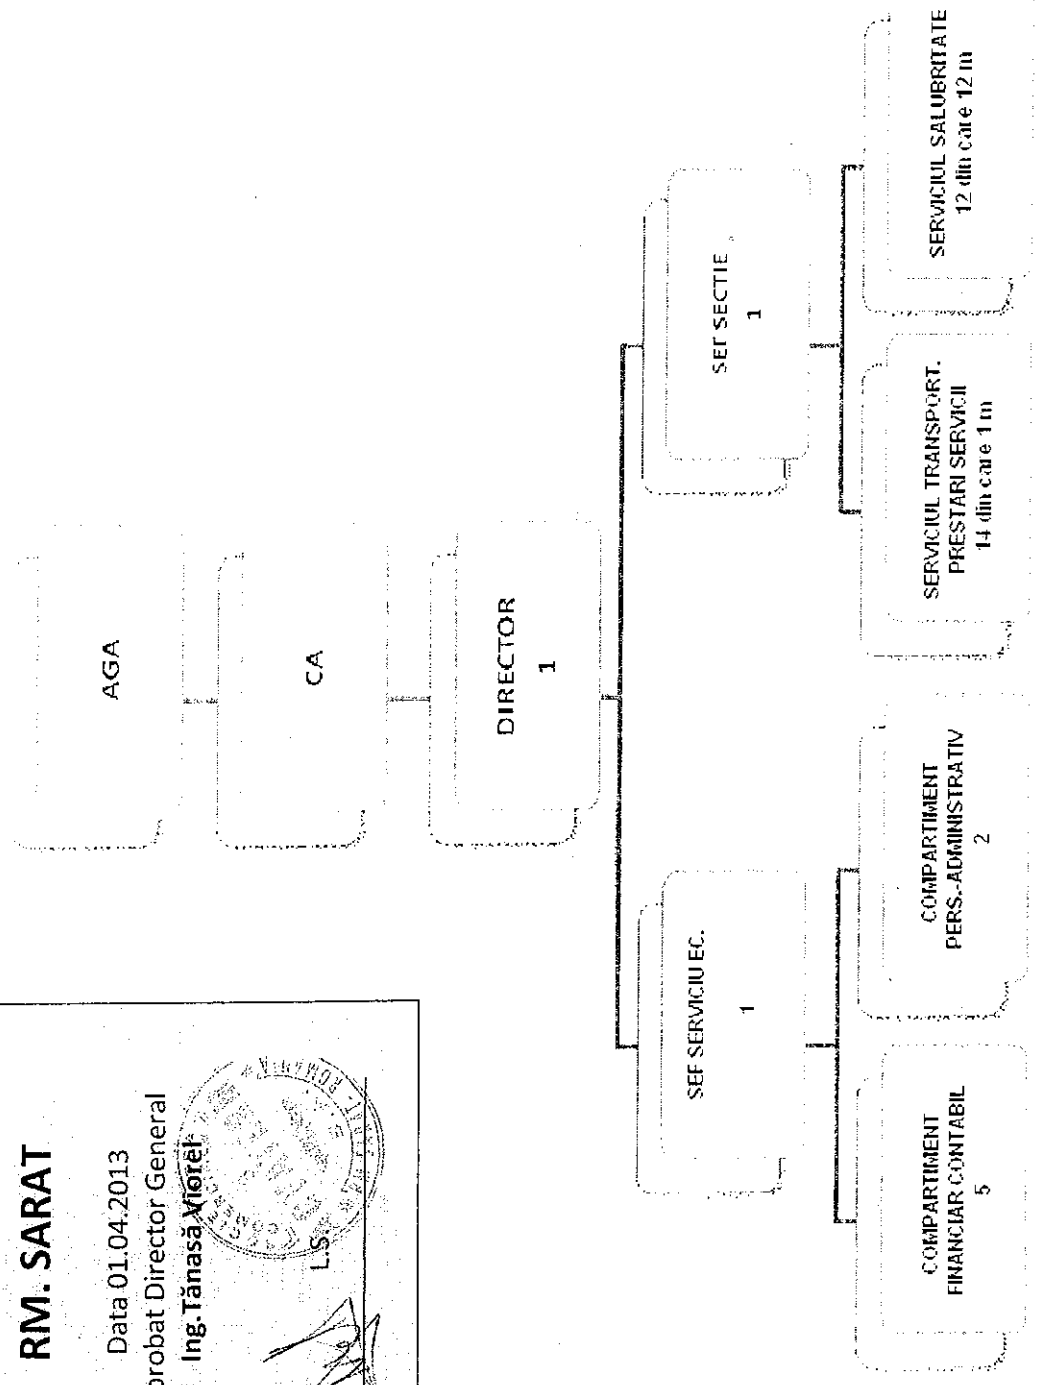 RM. SARAT
Data 01.04.2013
probat Director General
Ing.Tănasă Viorel
L.S.
AGA
CA
DIRECTOR
1
SEF SERVICIU EC.
1
SEF SECTIE
1
COMPARTIMENT
FINANCIAR CONTABIL
5
COMPARTIMENT
PERS.-ADMINISTRATIV
2
SERVICIUL TRANSPORT.
PRESTARI SERVICII
14 din care 1 m
SERVICIUL SALUBRITATE
12 din care 12 m